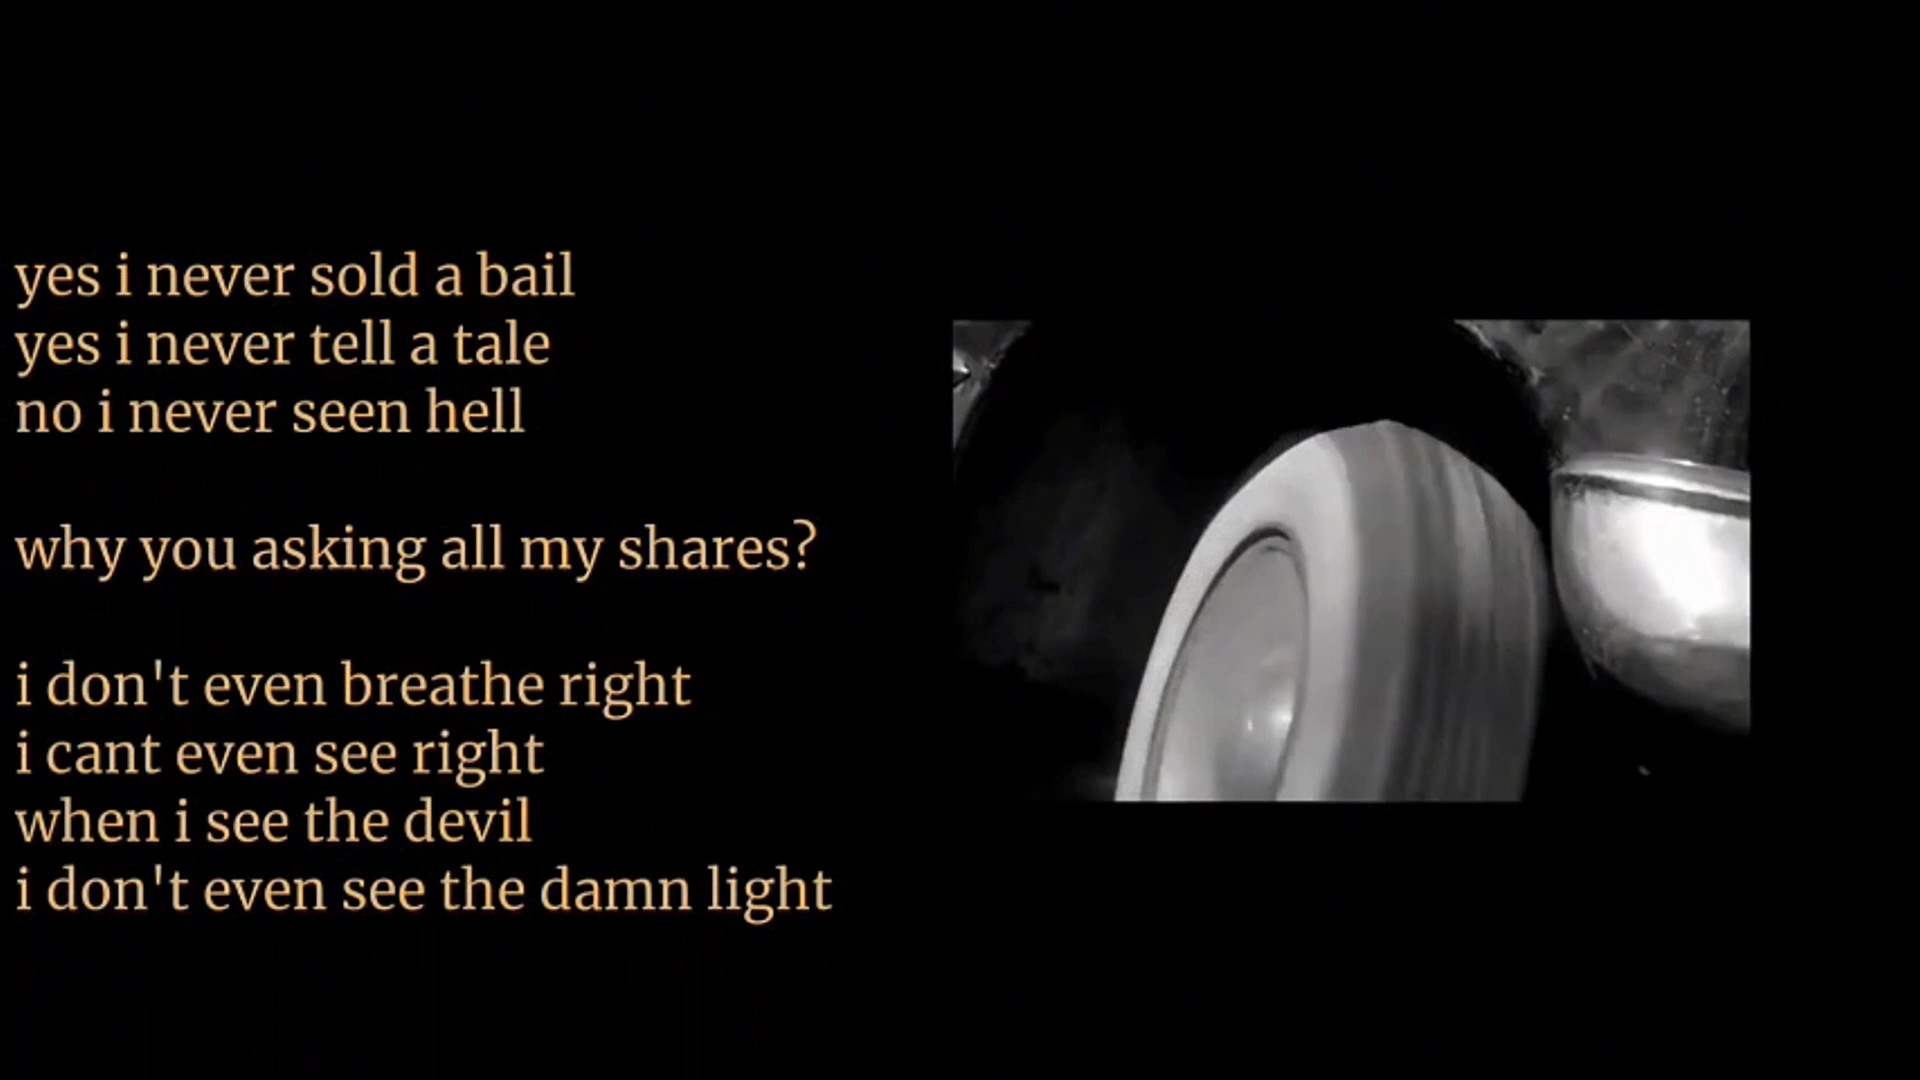 yes i never sold a bail
yes i never tell a tale
no i never seen hell
why you asking all my shares?
i don't even breathe right
i cant even see right
when i see the devil
i don't even see the damn light